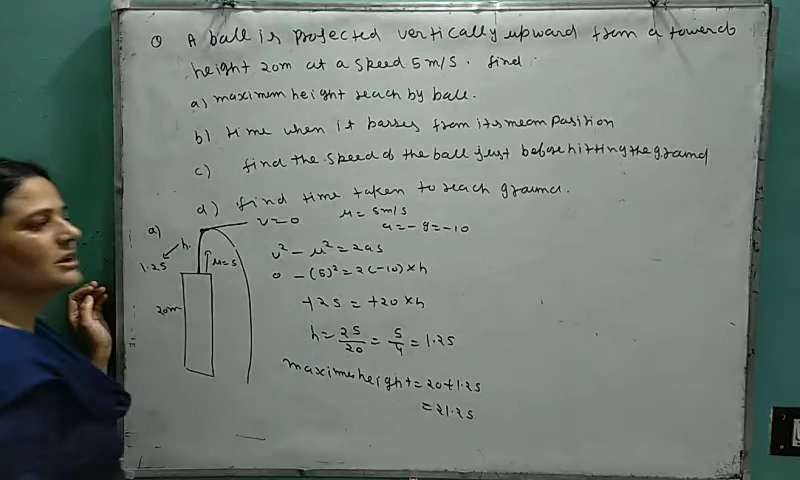 Q A ball is projected vertically upward from a tower of
height 20m at a speed 5m/s. find
a) maximum height reach by ball.
b) time when it passes from its mean position
c) find the speed of the ball just before hitting the ground
d) find time taken to reach ground.
a) v=0 u=5m/s
a=-g=-10
h.
1.25
u=5
20m
v²-u²=2as
0-(5)²=2(-10)×h
+25=+20×h
h=25/20=5/4=1.25
maximum height=20+1.25
=21.25